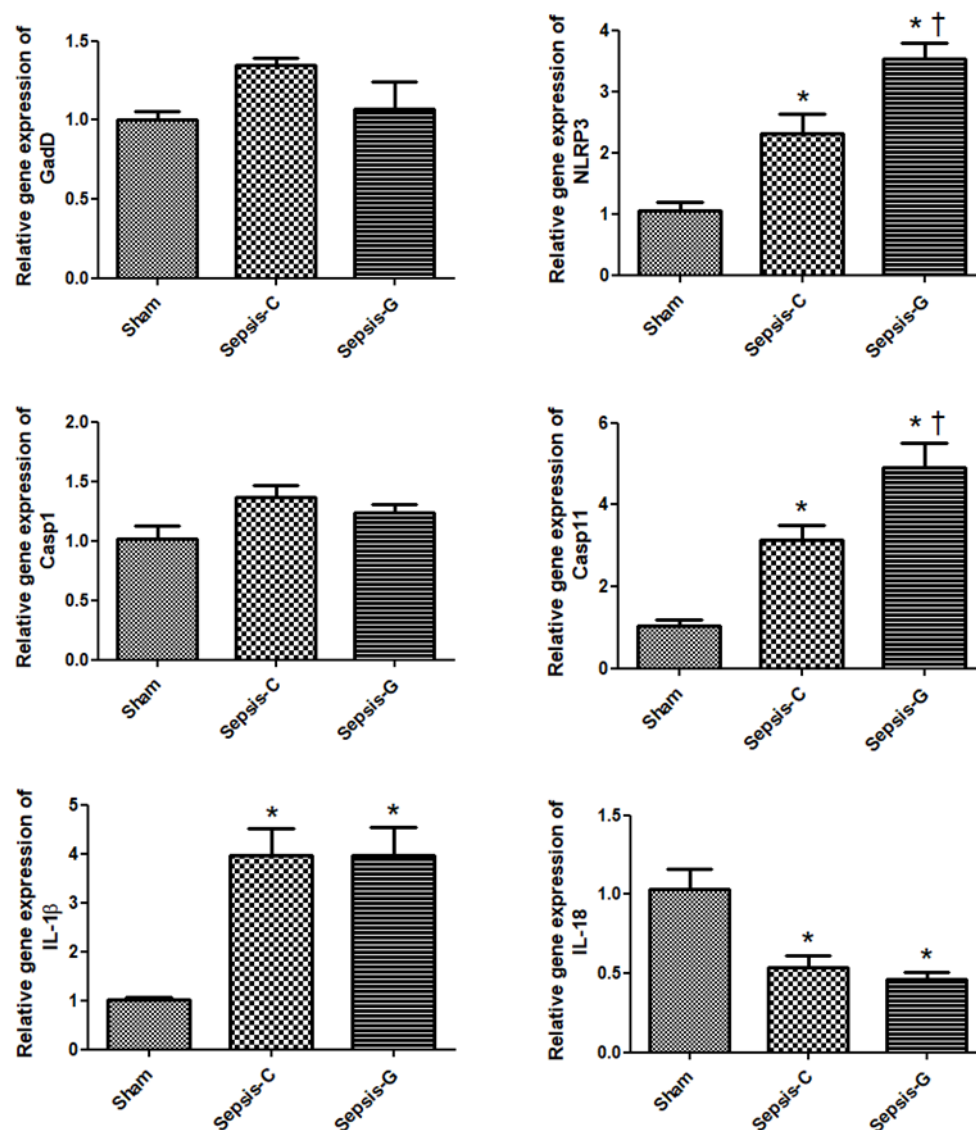 Relative gene expression of
GadD
1.5
1.0
0.5
0.0
Sham
Sepsis-C
Sepsis-G
Relative gene expression of
NLRP3
4
3
2
1
0
*
* †
Sham
Sepsis-C
Sepsis-G
Relative gene expression of
Casp1
2.0
1.5
1.0
0.5
0.0
Sham
Sepsis-C
Sepsis-G
Relative gene expression of
Casp11
6
4
2
0
*
* †
Sham
Sepsis-C
Sepsis-G
Relative gene expression of
IL-1β
5
4
3
2
1
0
*
*
Sham
Sepsis-C
Sepsis-G
Relative gene expression of
IL-18
1.5
1.0
0.5
0.0
*
*
Sham
Sepsis-C
Sepsis-G